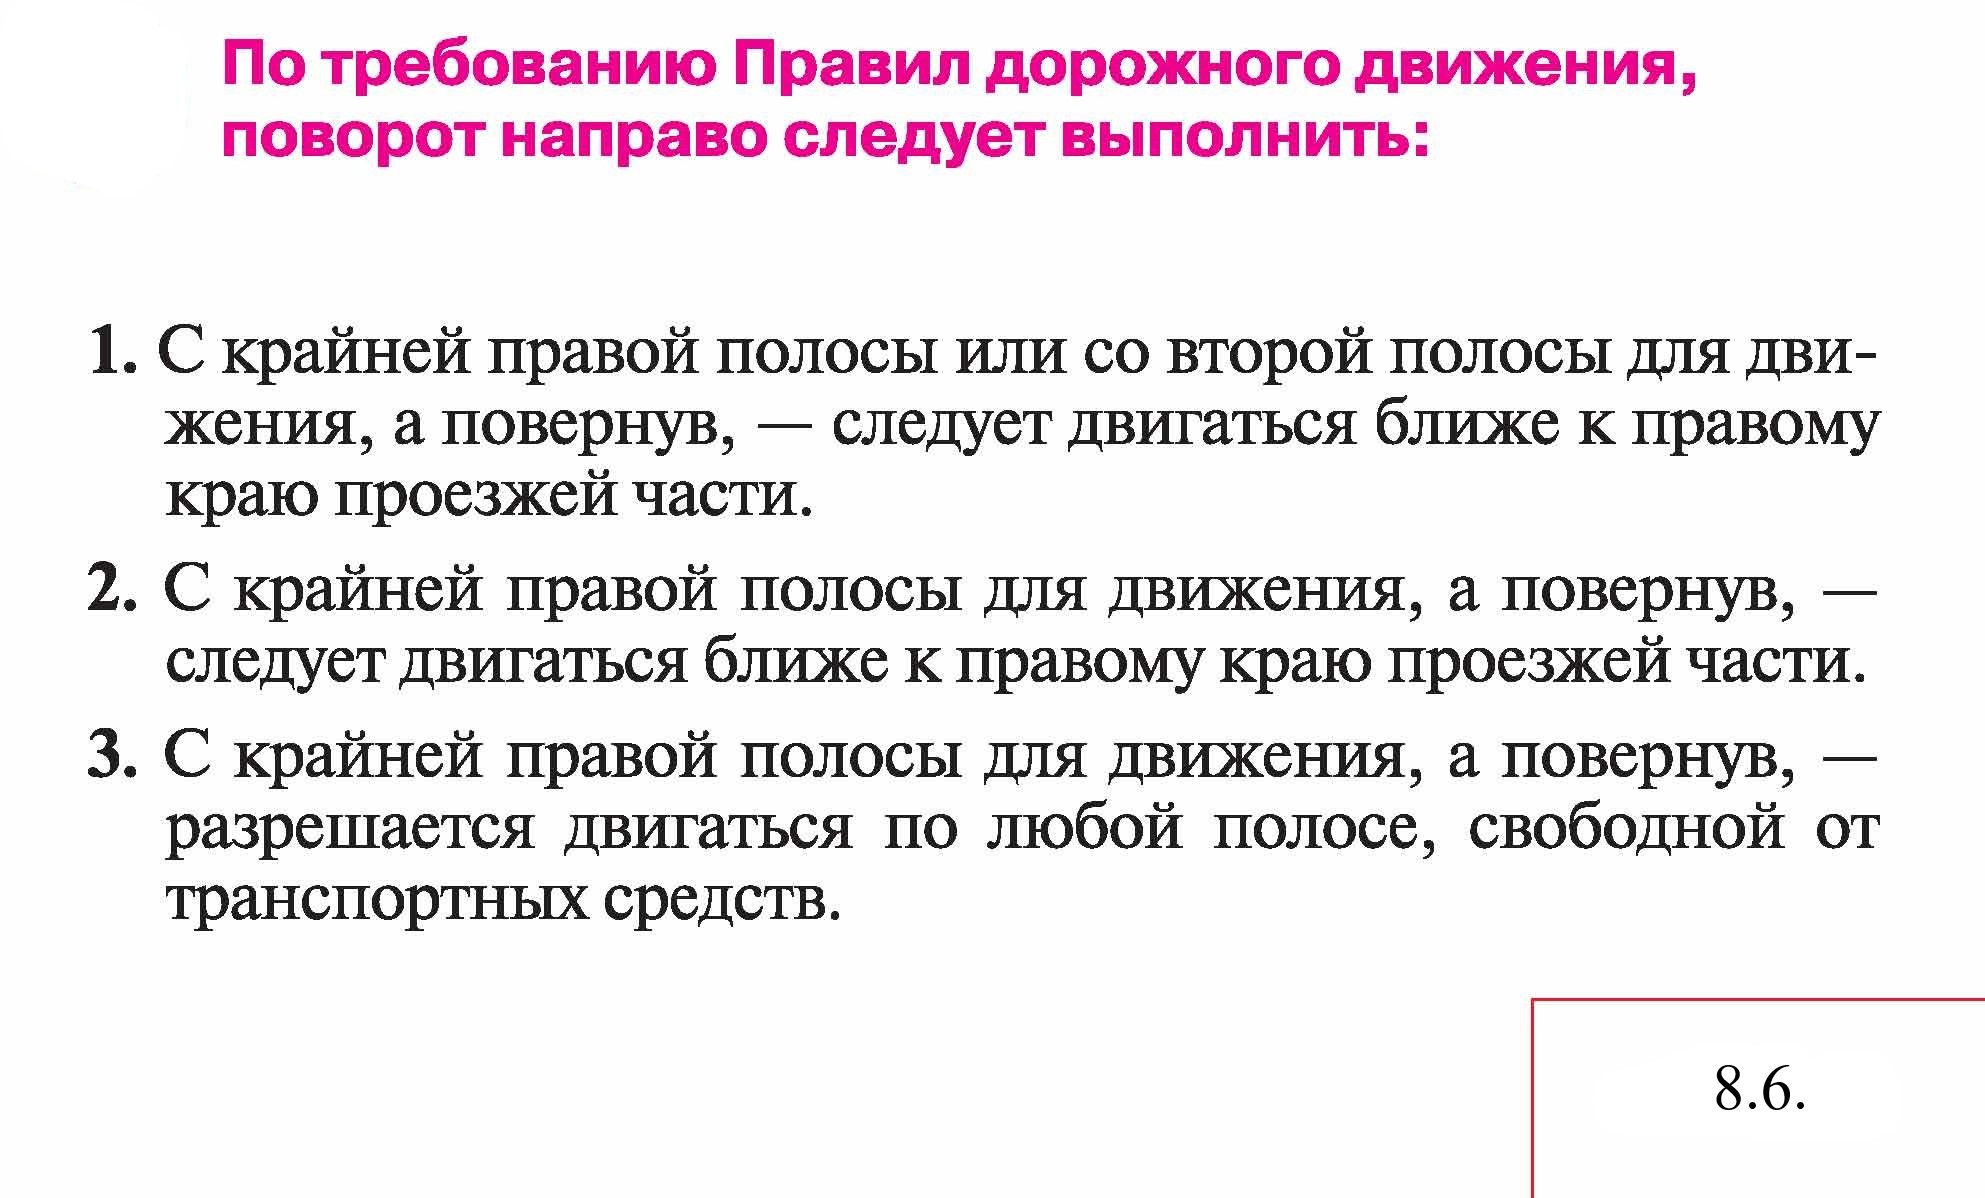 По требованию Правил дорожного движения,
поворот направо следует выполнить:
1. С крайней правой полосы или со второй полосы для дви-
жения, а повернув, — следует двигаться ближе к правому
краю проезжей части.
2. С крайней правой полосы для движения, а повернув, —
следует двигаться ближе к правому краю проезжей части.
3. С крайней правой полосы для движения, а повернув, —
разрешается двигаться по любой полосе, свободной от
транспортных средств.
8.6.